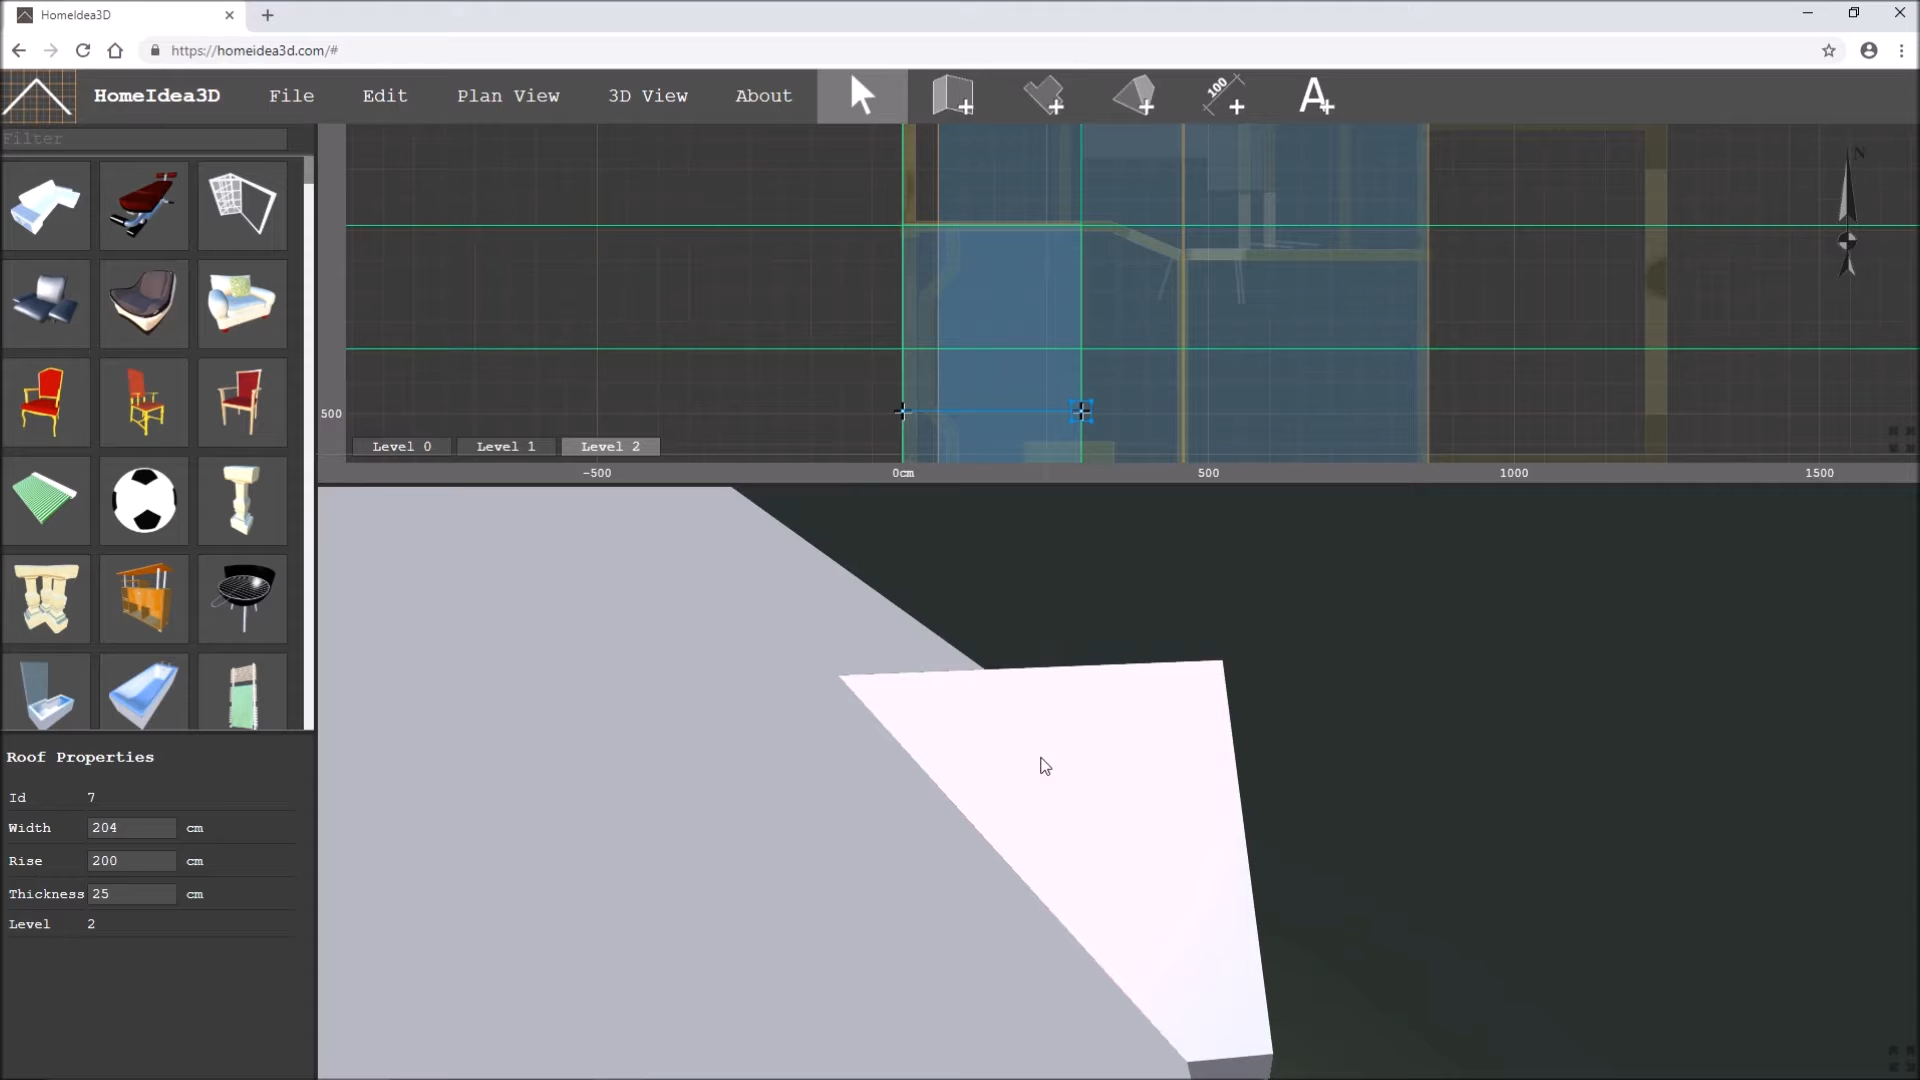 HomeIdea3D
https://homeidea3d.com/#
HomeIdea3D File Edit Plan View 3D View About 100 A
Filter
N
500
Level 0 Level 1 Level 2
-500 0cm 500 1000 1500
Roof Properties
Id 7
Width 204 cm
Rise 200 cm
Thickness 25 cm
Level 2